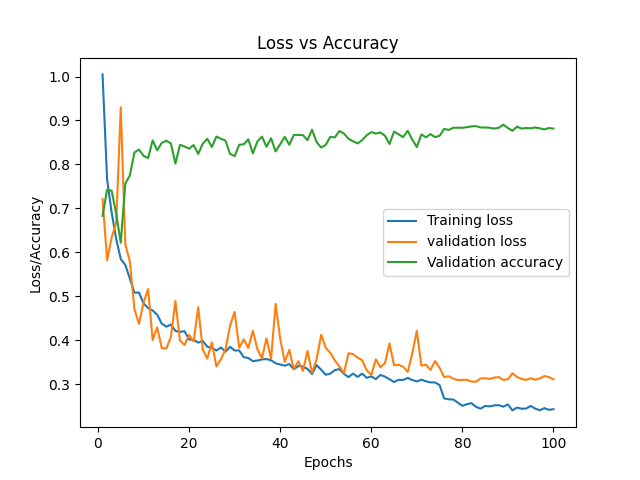 Loss vs Accuracy
Loss/Accuracy
1.0
0.9
0.8
0.7
0.6
0.5
0.4
0.3
Training loss
validation loss
Validation accuracy
0 20 40 60 80 100
Epochs